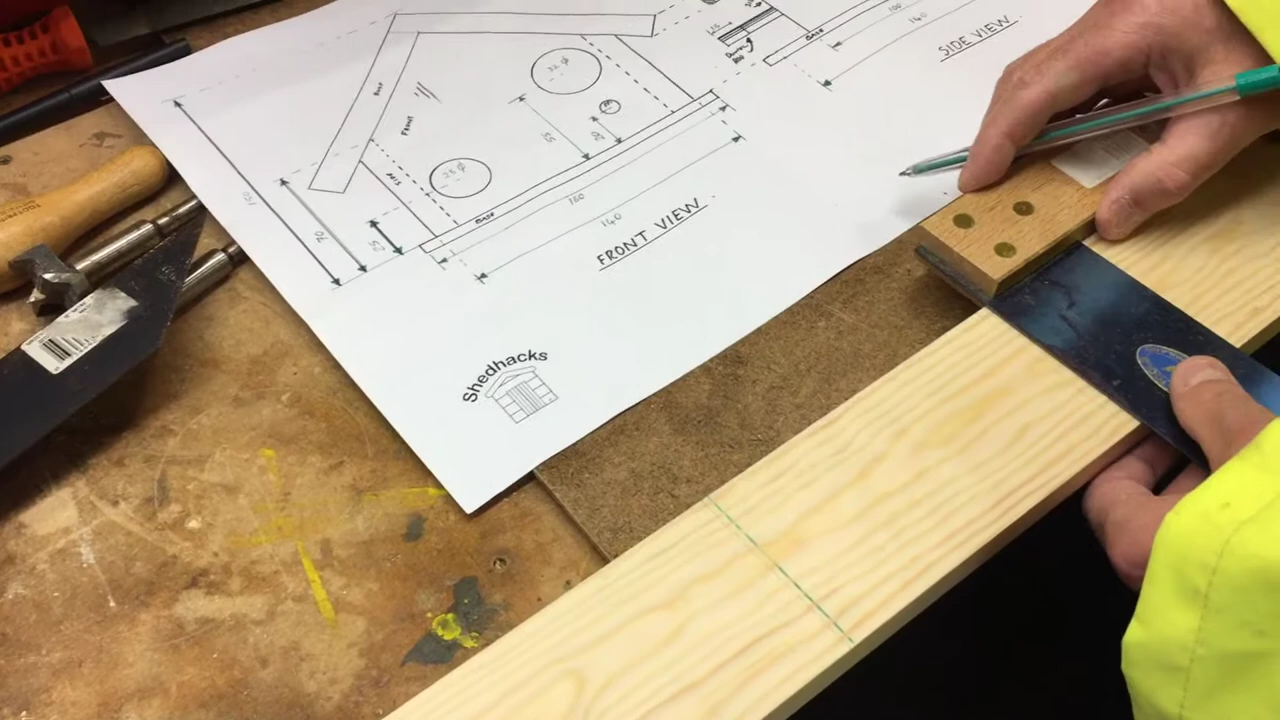 SIDE VIEW
100
140
ROOF
FRONT
SIDE
BASE
BASE
32 φ
25 φ
55
20
150
70
25
160
140
FRONT VIEW
Shedhacks